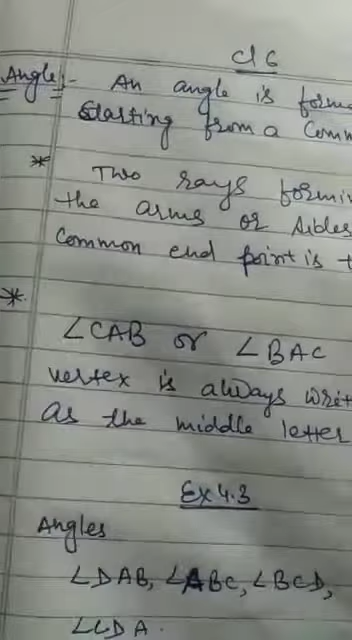 Cl 6
Angle:- An angle is
Starting from a
* Two rays
the arms or sides
Common end point is
*
∠CAB or ∠BAC
vertex is always
as the middle letter
Ex 4.3
Angles
∠DAB, ∠ABC, ∠BCD,
∠CDA.